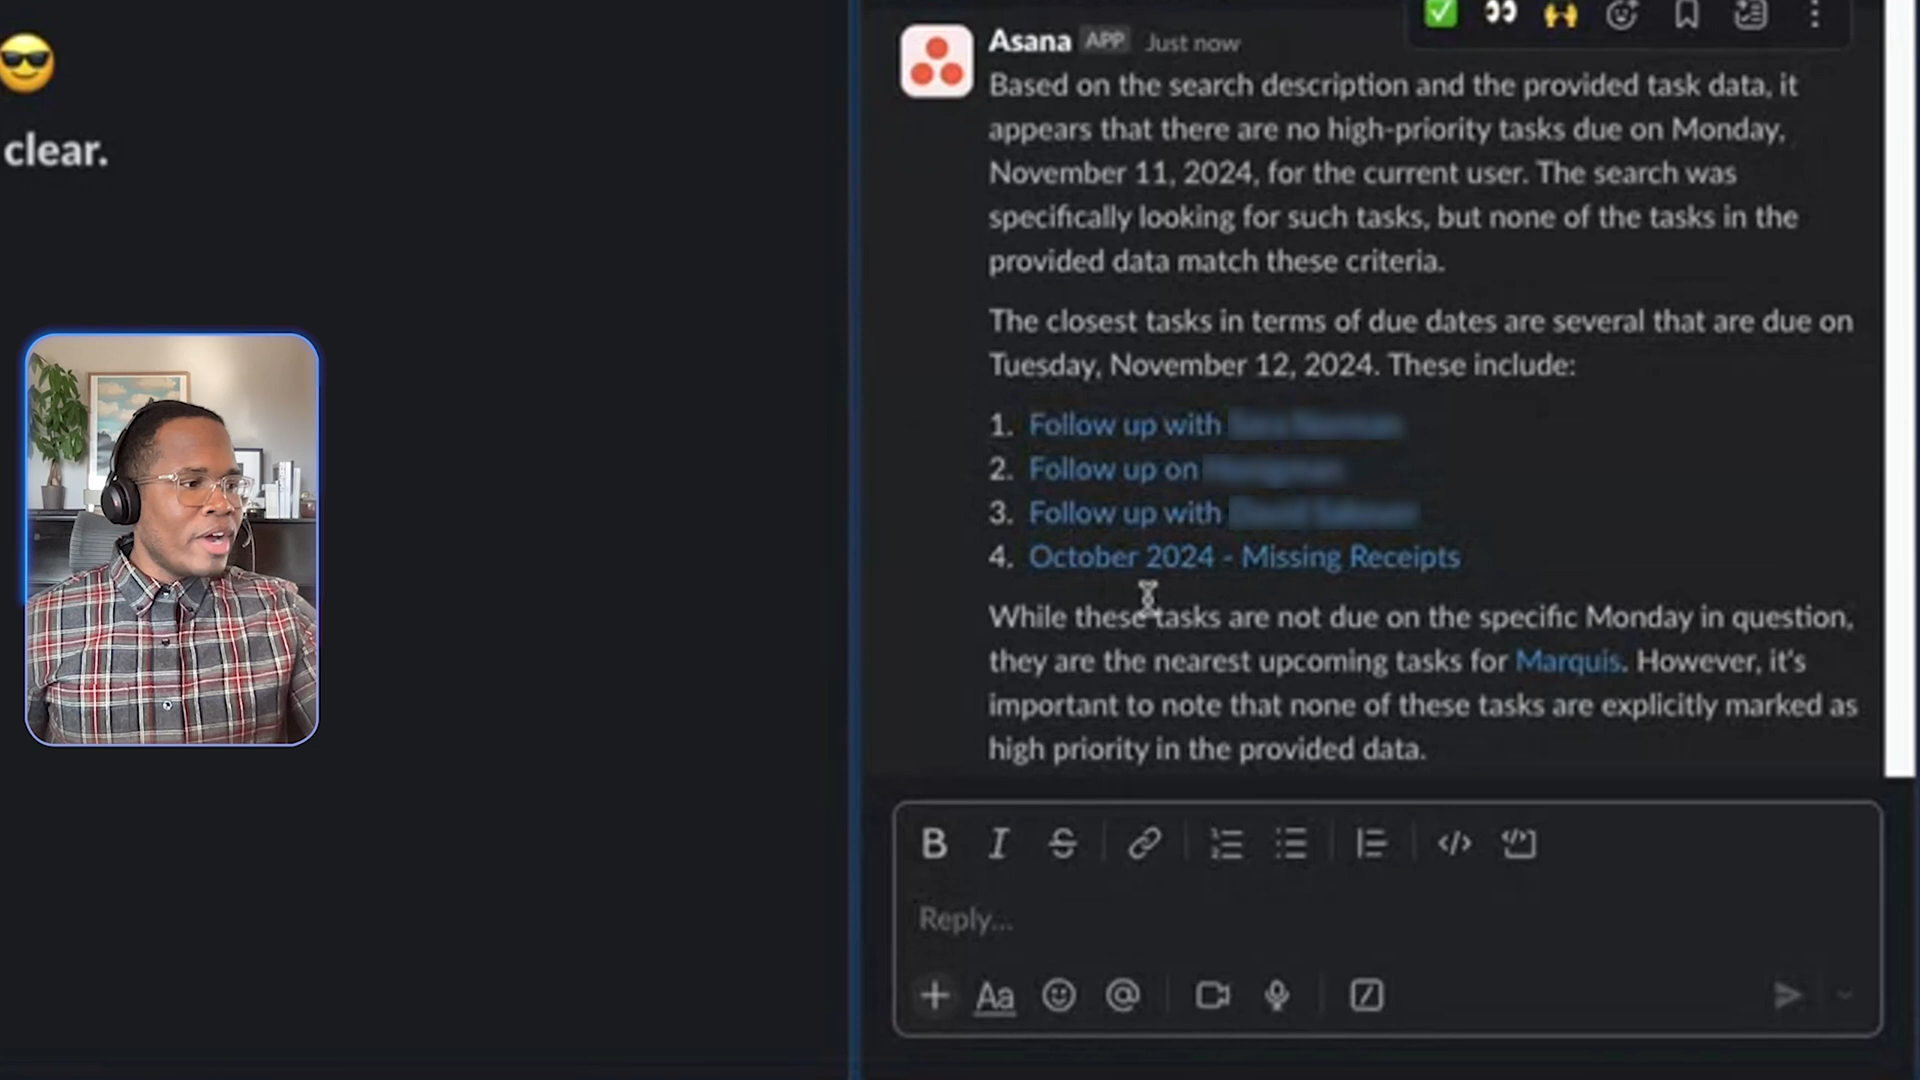 clear.
Asana APP Just now
Based on the search description and the provided task data, it
appears that there are no high-priority tasks due on Monday,
November 11, 2024, for the current user. The search was
specifically looking for such tasks, but none of the tasks in the
provided data match these criteria.
The closest tasks in terms of due dates are several that are due on
Tuesday, November 12, 2024. These include:
1. Follow up with
2. Follow up on
3. Follow up with
4. October 2024 - Missing Receipts
While these tasks are not due on the specific Monday in question,
they are the nearest upcoming tasks for Marquis. However, it's
important to note that none of these tasks are explicitly marked as
high priority in the provided data.
B I S
Reply...
Aa